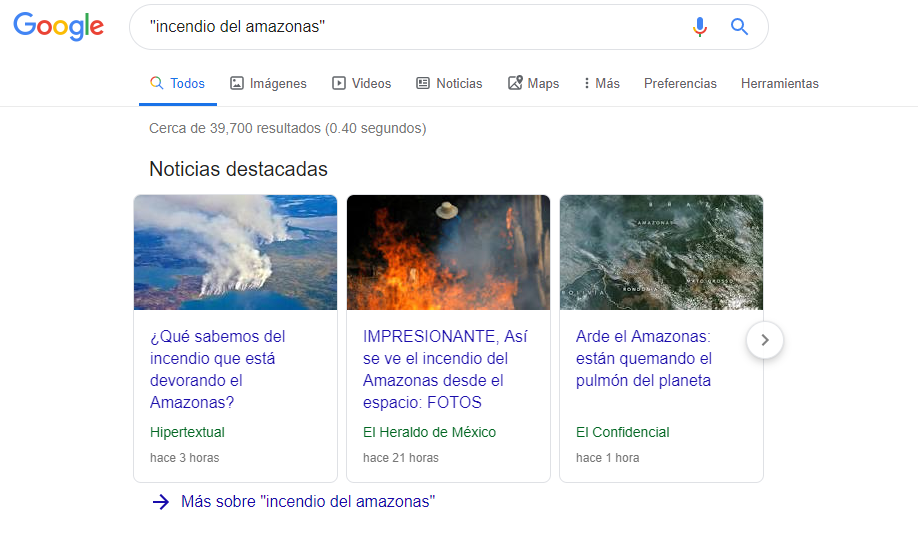 Google
"incendio del amazonas"
Todos
Imágenes
Videos
Noticias
Maps
Más
Preferencias
Herramientas
Cerca de 39,700 resultados (0.40 segundos)
Noticias destacadas
¿Qué sabemos del
incendio que está
devorando el
Amazonas?
Hipertextual
hace 3 horas
IMPRESIONANTE, Así
se ve el incendio del
Amazonas desde el
espacio: FOTOS
El Heraldo de México
hace 21 horas
BRAZIL
AMAZONAS
MATO GROSSO
RONDONIA
BOLIVIA
Arde el Amazonas:
están quemando el
pulmón del planeta
El Confidencial
hace 1 hora
Más sobre "incendio del amazonas"